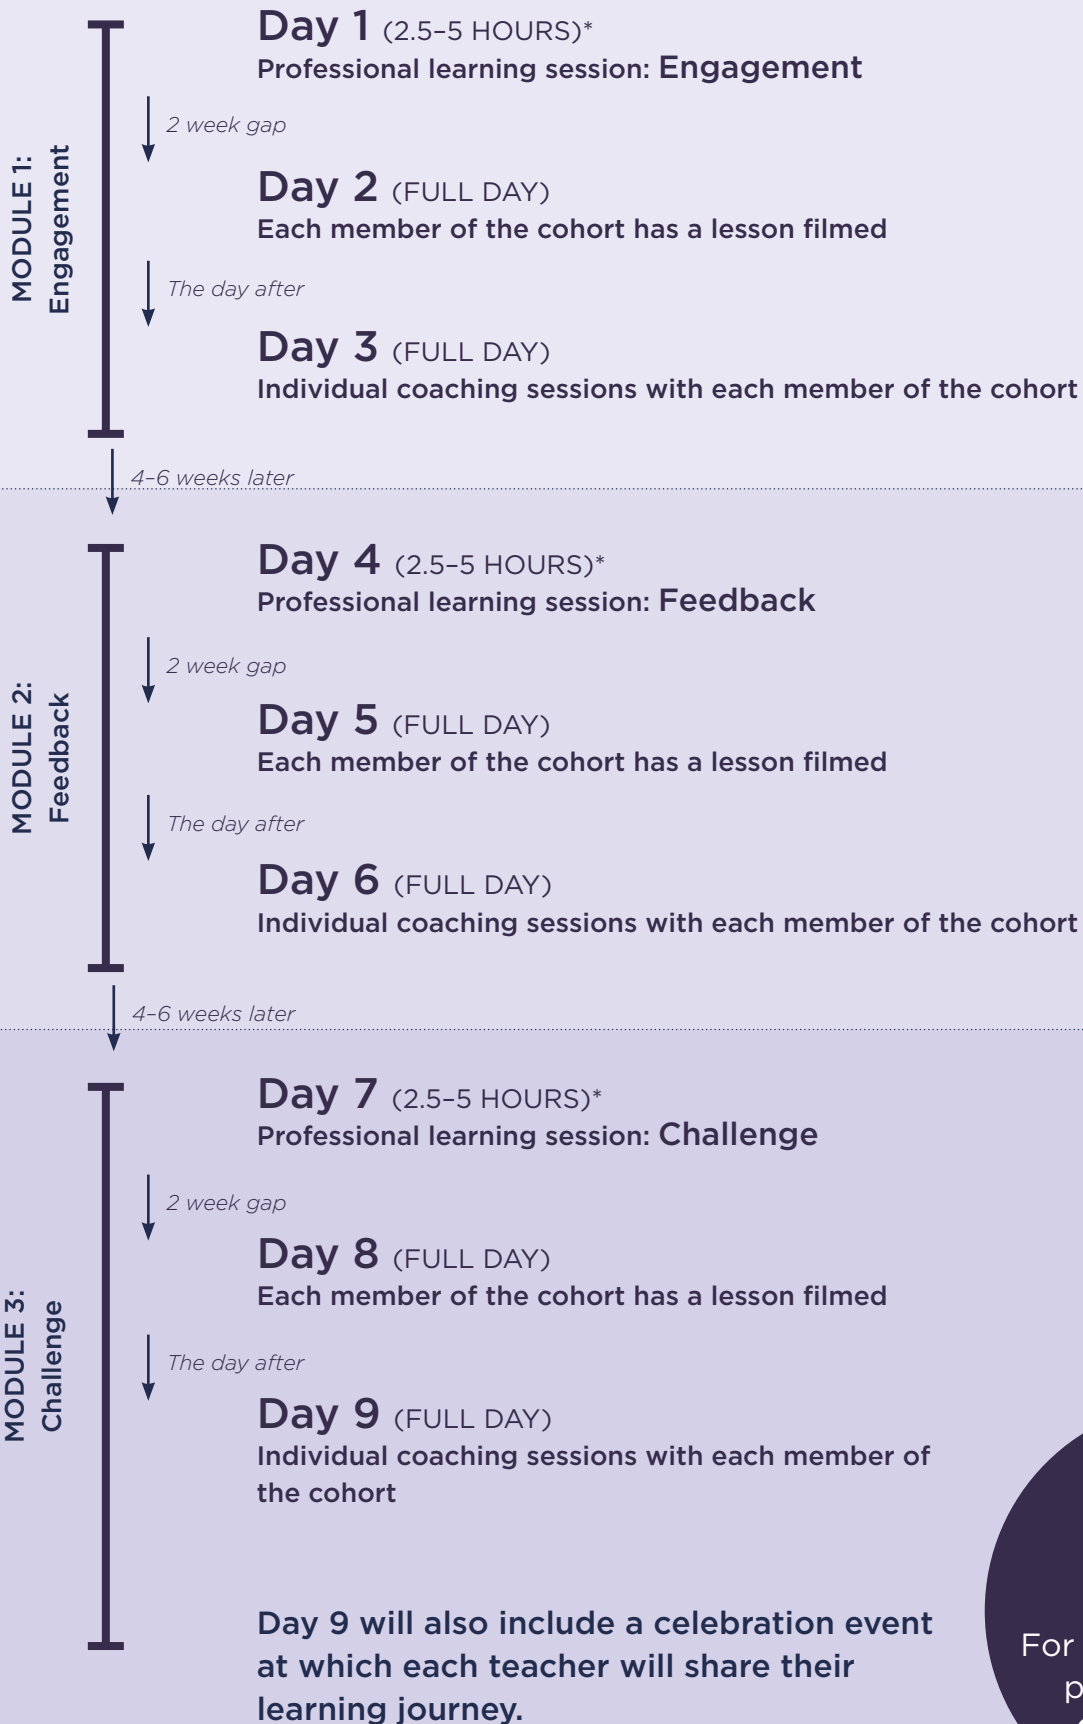 MODULE 1:
Engagement
Day 1 (2.5–5 HOURS)*
Professional learning session: Engagement
2 week gap
Day 2 (FULL DAY)
Each member of the cohort has a lesson filmed
The day after
Day 3 (FULL DAY)
Individual coaching sessions with each member of the cohort
4–6 weeks later
MODULE 2:
Feedback
Day 4 (2.5–5 HOURS)*
Professional learning session: Feedback
2 week gap
Day 5 (FULL DAY)
Each member of the cohort has a lesson filmed
The day after
Day 6 (FULL DAY)
Individual coaching sessions with each member of the cohort
4–6 weeks later
MODULE 3:
Challenge
Day 7 (2.5–5 HOURS)*
Professional learning session: Challenge
2 week gap
Day 8 (FULL DAY)
Each member of the cohort has a lesson filmed
The day after
Day 9 (FULL DAY)
Individual coaching sessions with each member of
the cohort
Day 9 will also include a celebration event
at which each teacher will share their
learning journey.
For